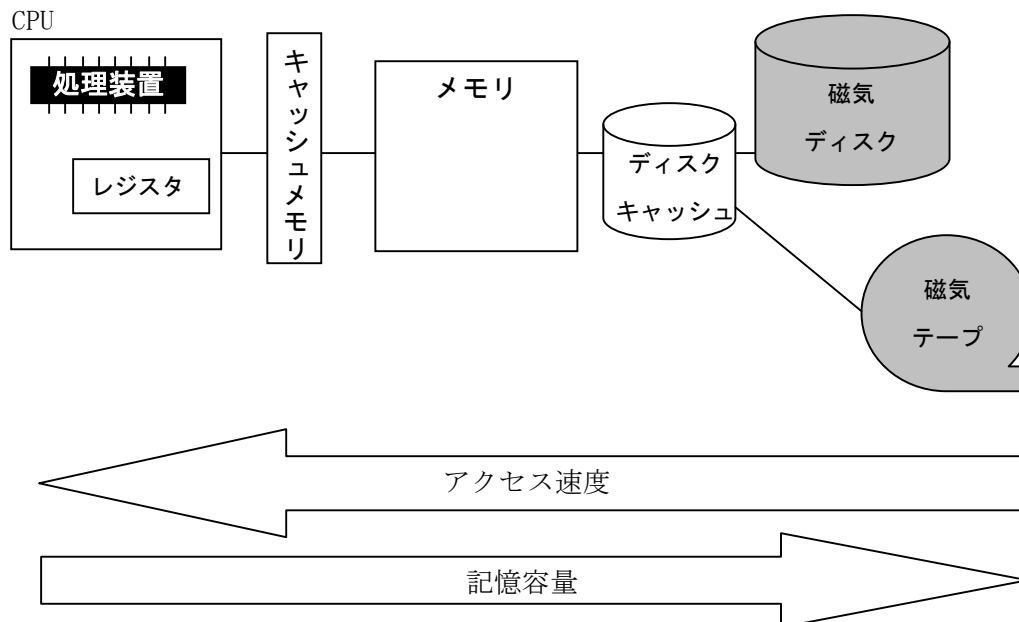 CPU
処理装置
レジスタ
キャッシュメモリ
メモリ
ディスク
キャッシュ
磁気
ディスク
磁気
テープ
アクセス速度
記憶容量